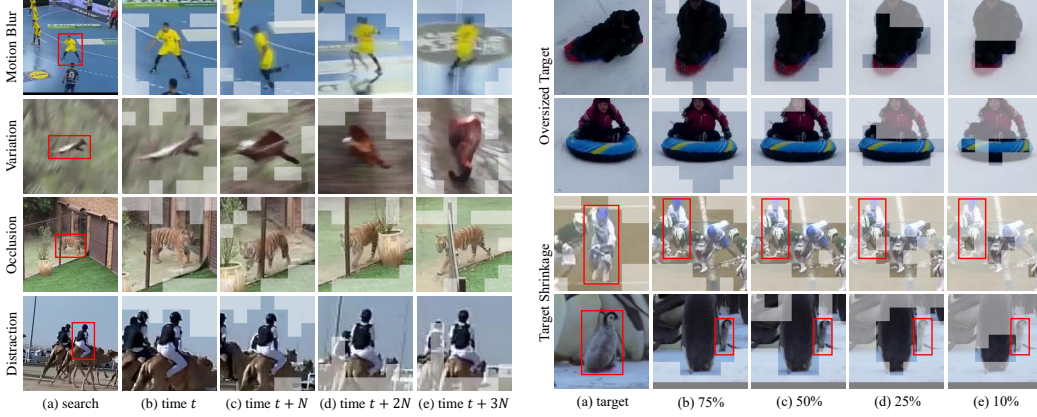 Motion Blur
Variation
Occlusion
Distraction
(a) search
(b) time t
(c) time t + N
(d) time t + 2N
(e) time t + 3N
Oversized Target
Target Shrinkage
(a) target
(b) 75%
(c) 50%
(d) 25%
(e) 10%